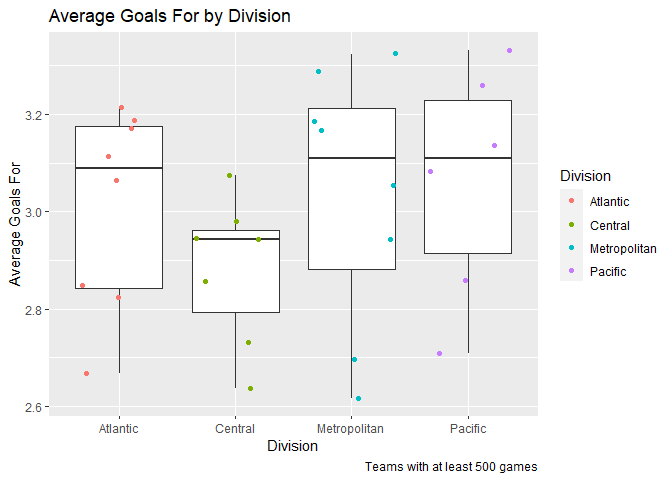 Average Goals For by Division
Average Goals For
3.2
3.0
2.8
2.6
Atlantic Central Metropolitan Pacific
Division
Teams with at least 500 games
Division
Atlantic
Central
Metropolitan
Pacific